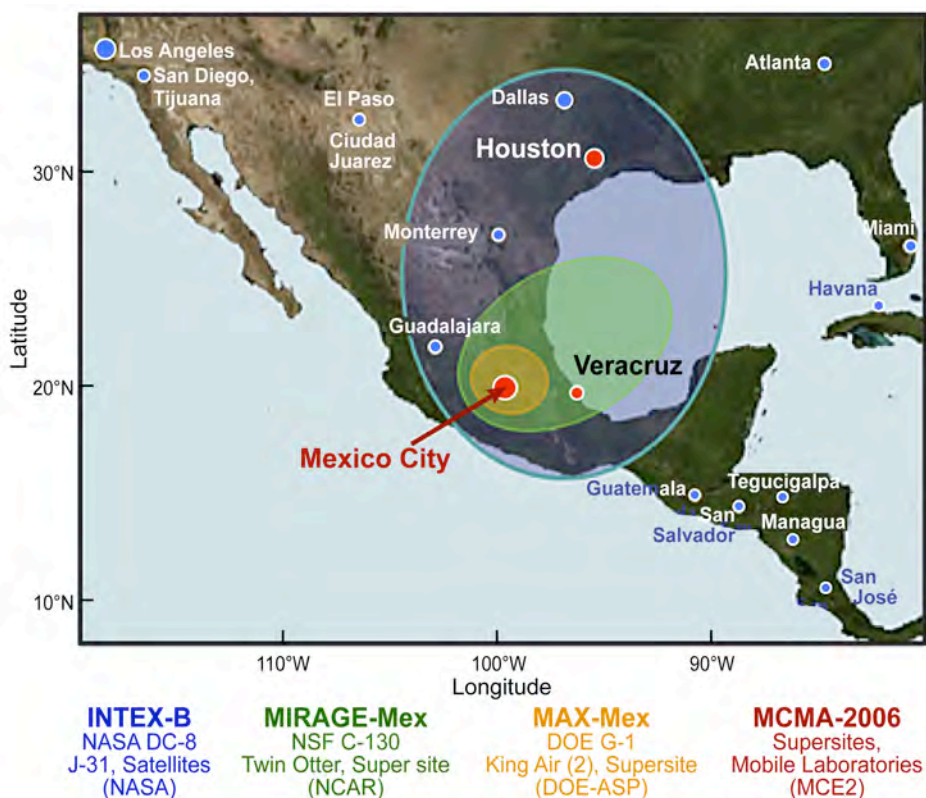 Los Angeles
San Diego,
Tijuana
El Paso
Ciudad
Juarez
Dallas
Atlanta
Houston
30°N
Monterrey
Miami
Havana
Latitude
Guadalajara
Veracruz
20°N
Mexico City
Guatemala
Tegucigalpa
San
Salvador
Managua
San
José
10°N
110°W
100°W
90°W
Longitude
INTEX-B
NASA DC-8
J-31, Satellites
(NASA)
MIRAGE-Mex
NSF C-130
Twin Otter, Super site
(NCAR)
MAX-Mex
DOE G-1
King Air (2), Supersite
(DOE-ASP)
MCMA-2006
Supersites,
Mobile Laboratories
(MCE2)